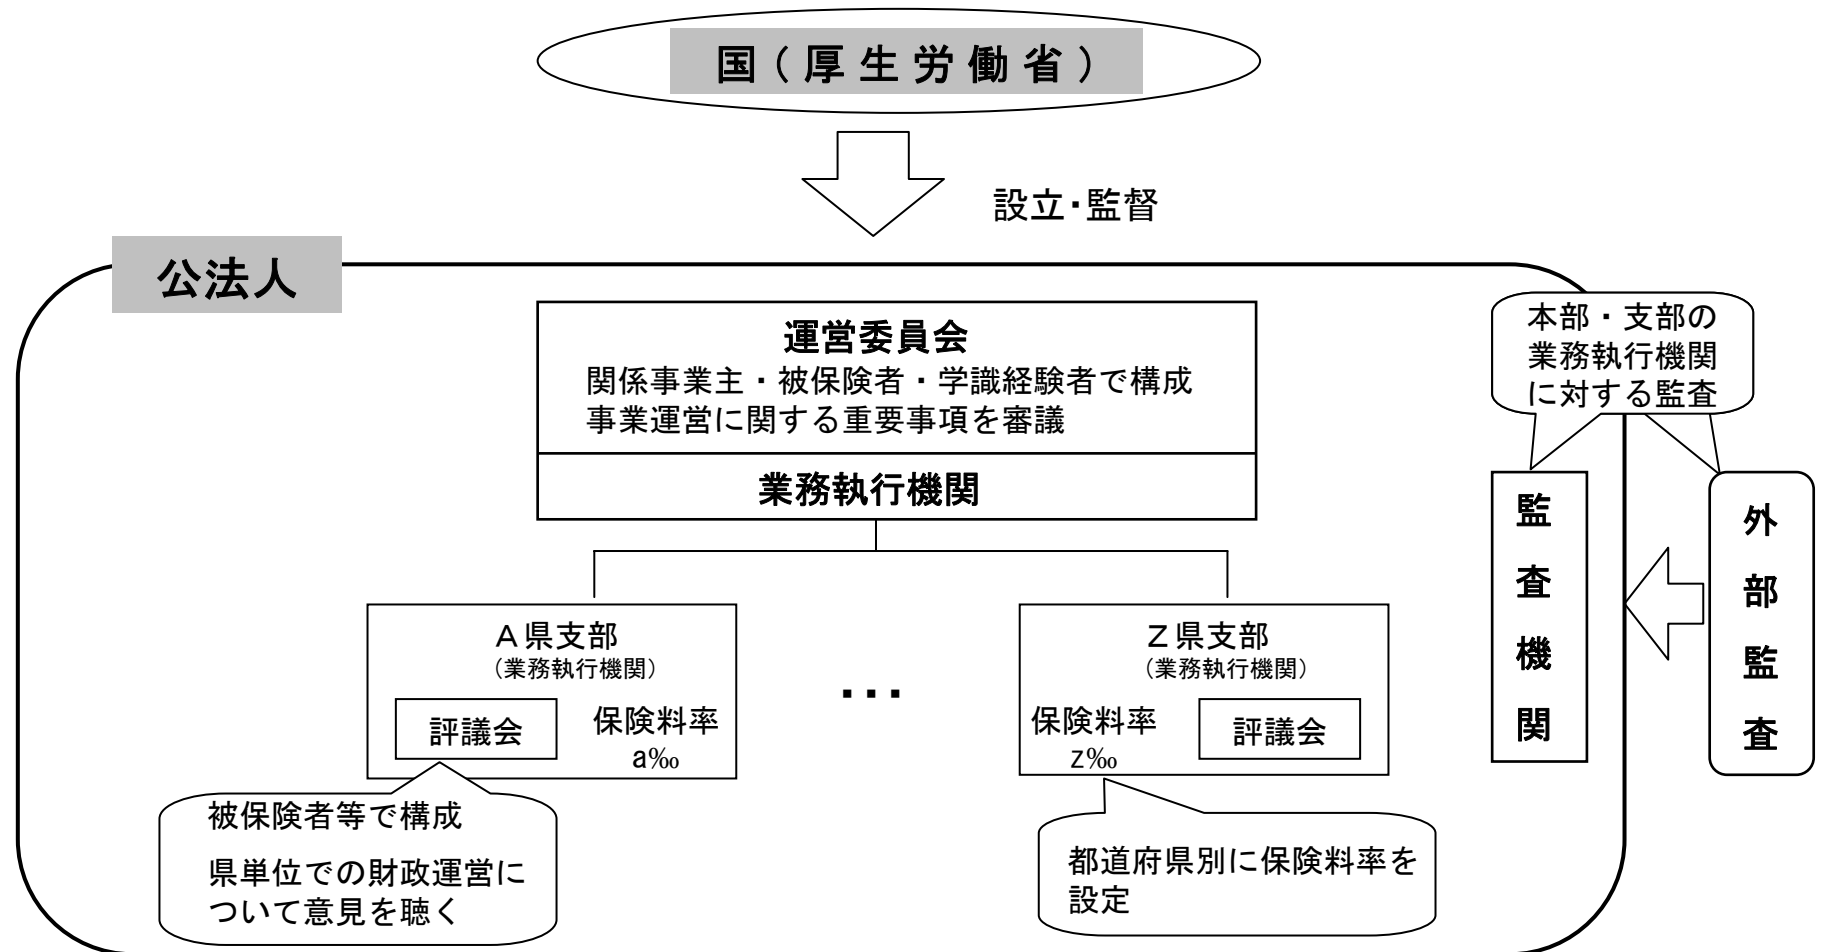 国（厚生労働省）
設立・監督
公法人
運営委員会
関係事業主・被保険者・学識経験者で構成
事業運営に関する重要事項を審議
業務執行機関
本部・支部の
業務執行機関
に対する監査
監査機関
外部監査
Ａ県支部
（業務執行機関）
評議会
保険料率
a‰
・・・
Ｚ県支部
（業務執行機関）
保険料率
z‰
評議会
被保険者等で構成
県単位での財政運営に
ついて意見を聴く
都道府県別に保険料率を
設定